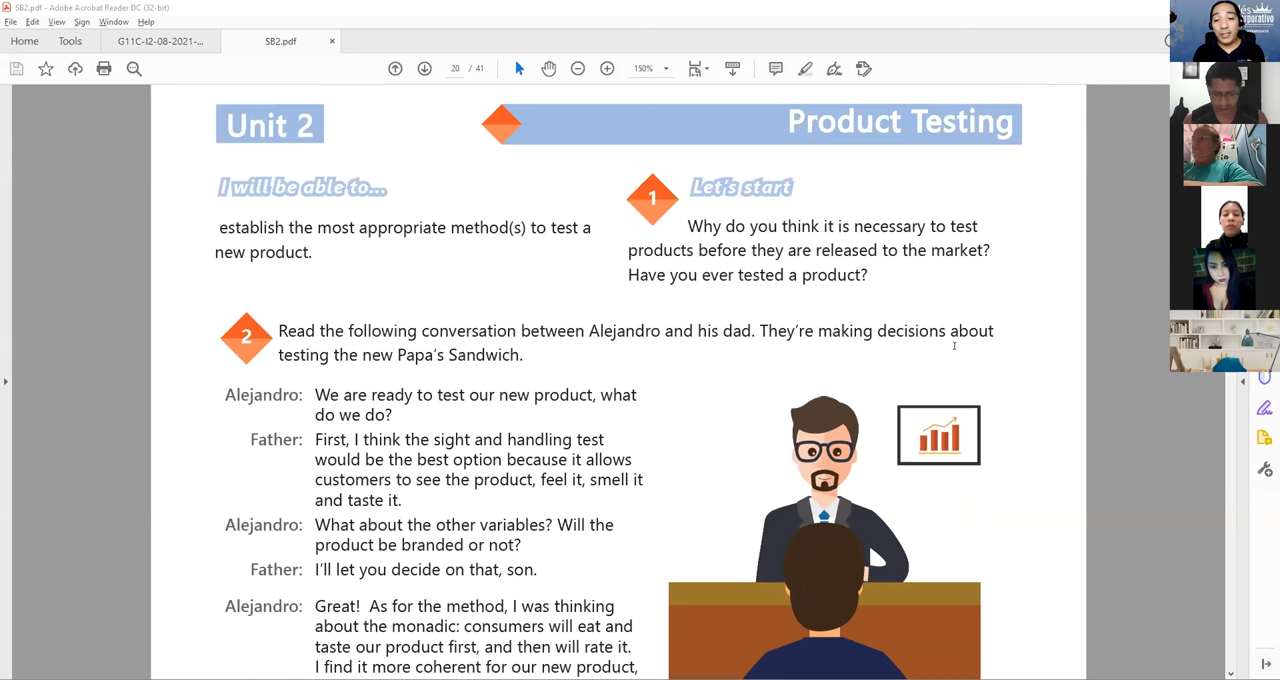 SB2.pdf - Adobe Acrobat Reader DC (32-bit)
File Edit View Sign Window Help
Home Tools G11C-I2-08-2021-... SB2.pdf ×
20 / 41 150%
Unit 2
Product Testing
I will be able to...
establish the most appropriate method(s) to test a
new product.
1 Let's start
Why do you think it is necessary to test
products before they are released to the market?
Have you ever tested a product?
2 Read the following conversation between Alejandro and his dad. They're making decisions about
testing the new Papa's Sandwich.
Alejandro: We are ready to test our new product, what
do we do?
Father: First, I think the sight and handling test
would be the best option because it allows
customers to see the product, feel it, smell it
and taste it.
Alejandro: What about the other variables? Will the
product be branded or not?
Father: I'll let you decide on that, son.
Alejandro: Great! As for the method, I was thinking
about the monadic: consumers will eat and
taste our product first, and then will rate it.
I find it more coherent for our new product,